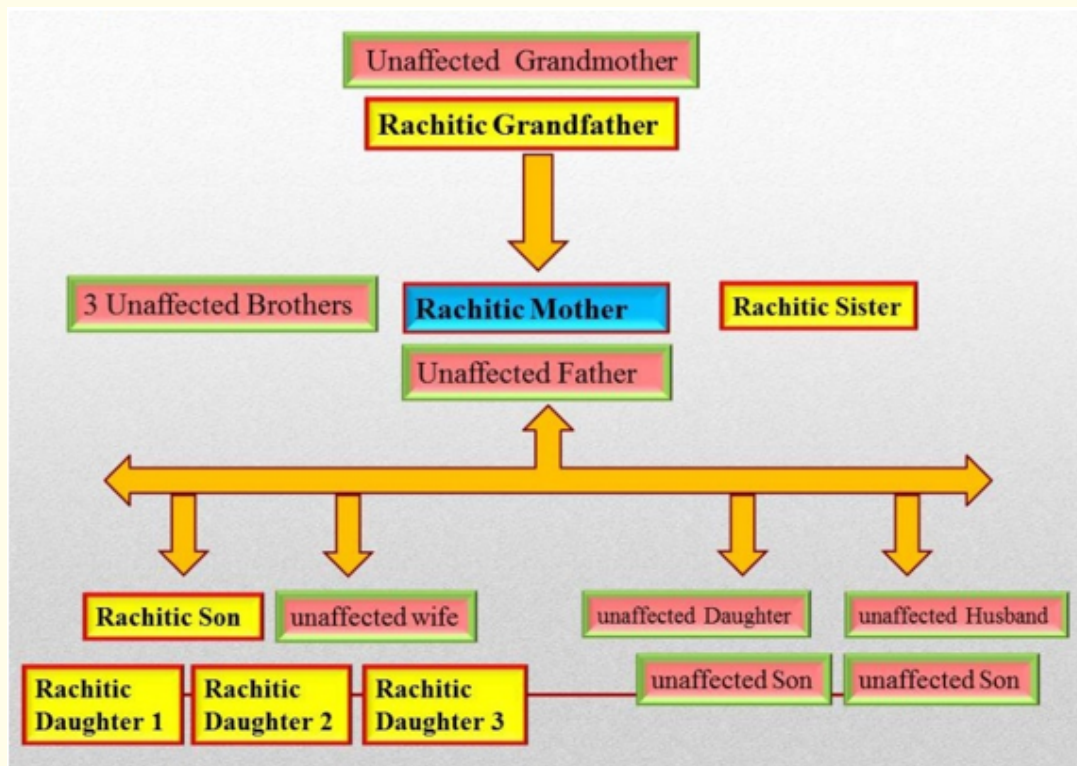 Unaffected Grandmother
Rachitic Grandfather
3 Unaffected Brothers
Rachitic Mother
Rachitic Sister
Unaffected Father
Rachitic Son
unaffected wife
unaffected Daughter
unaffected Husband
Rachitic
Daughter 1
Rachitic
Daughter 2
Rachitic
Daughter 3
unaffected Son
unaffected Son